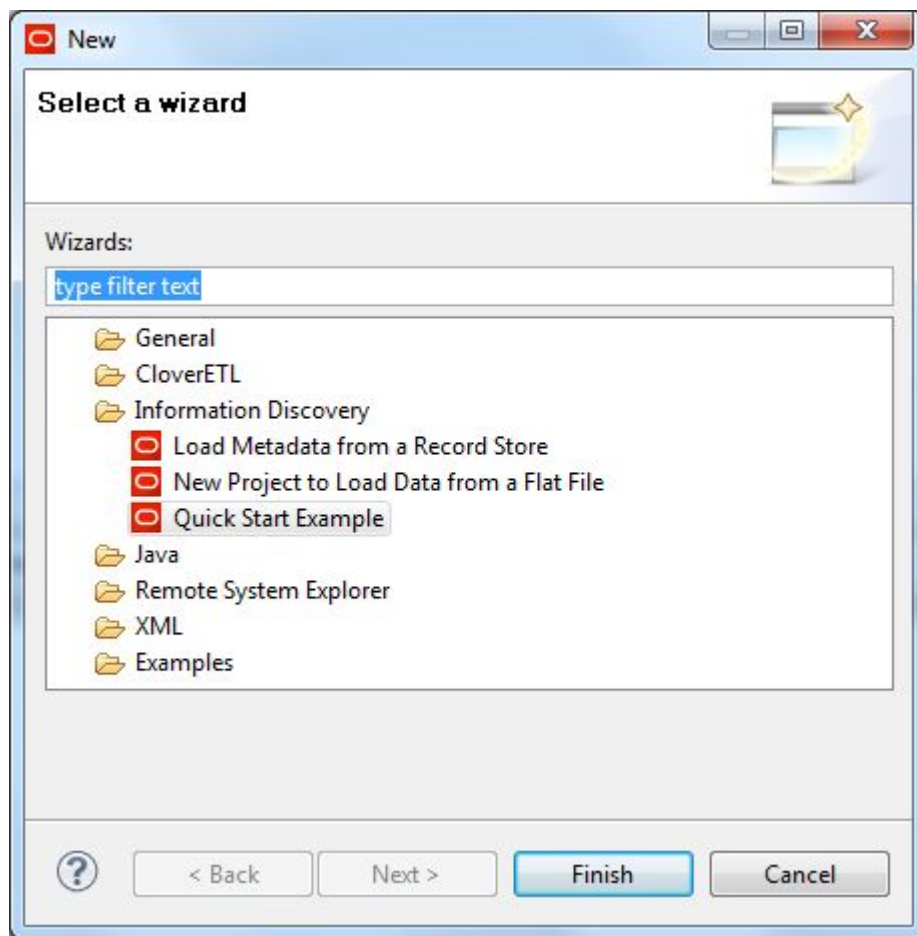 New
Select a wizard
Wizards:
type filter text
General
CloverETL
Information Discovery
Load Metadata from a Record Store
New Project to Load Data from a Flat File
Quick Start Example
Java
Remote System Explorer
XML
Examples
? < Back Next > Finish Cancel